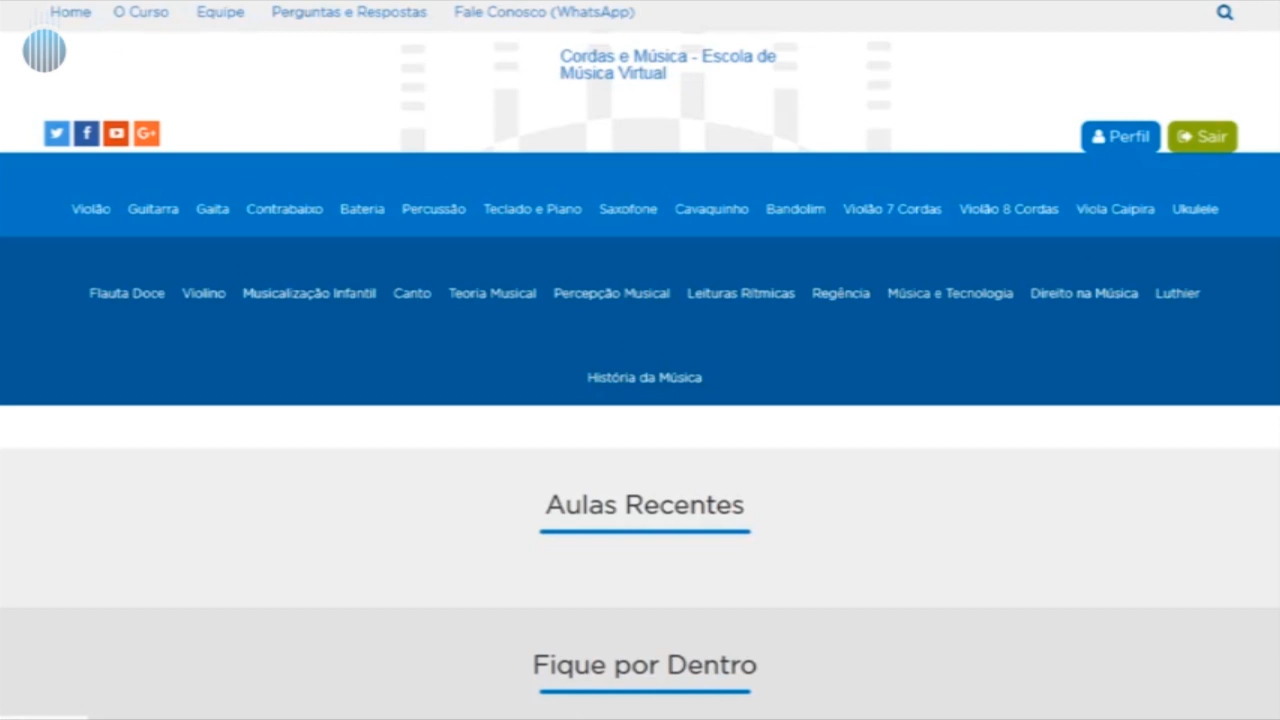 Home O Curso Equipe Perguntas e Respostas Fale Conosco (WhatsApp)
Cordas e Música - Escola de
Música Virtual
Perfil Sair
Violão Guitarra Gaita Contrabaixo Bateria Percussão Teclado e Piano Saxofone Cavaquinho Bandolim Violão 7 Cordas Violão 8 Cordas Viola Caipira Ukulele
Flauta Doce Violino Musicalização Infantil Canto Teoria Musical Percepção Musical Leituras Rítmicas Regência Música e Tecnologia Direito na Música Luthier
História da Música
Aulas Recentes
Fique por Dentro